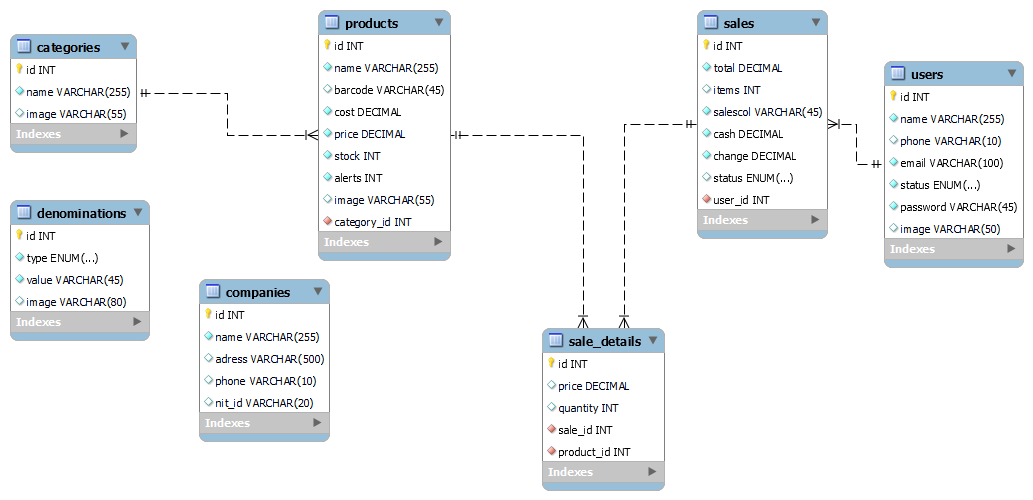 categories
id INT
name VARCHAR(255)
image VARCHAR(55)
Indexes
products
id INT
name VARCHAR(255)
barcode VARCHAR(45)
cost DECIMAL
price DECIMAL
stock INT
alerts INT
image VARCHAR(55)
category_id INT
Indexes
sales
id INT
total DECIMAL
items INT
salescol VARCHAR(45)
cash DECIMAL
change DECIMAL
status ENUM(...)
user_id INT
Indexes
users
id INT
name VARCHAR(255)
phone VARCHAR(10)
email VARCHAR(100)
status ENUM(...)
password VARCHAR(45)
image VARCHAR(50)
Indexes
denominations
id INT
type ENUM(...)
value VARCHAR(45)
image VARCHAR(80)
Indexes
companies
id INT
name VARCHAR(255)
adress VARCHAR(500)
phone VARCHAR(10)
nit_id VARCHAR(20)
Indexes
sale_details
id INT
price DECIMAL
quantity INT
sale_id INT
product_id INT
Indexes